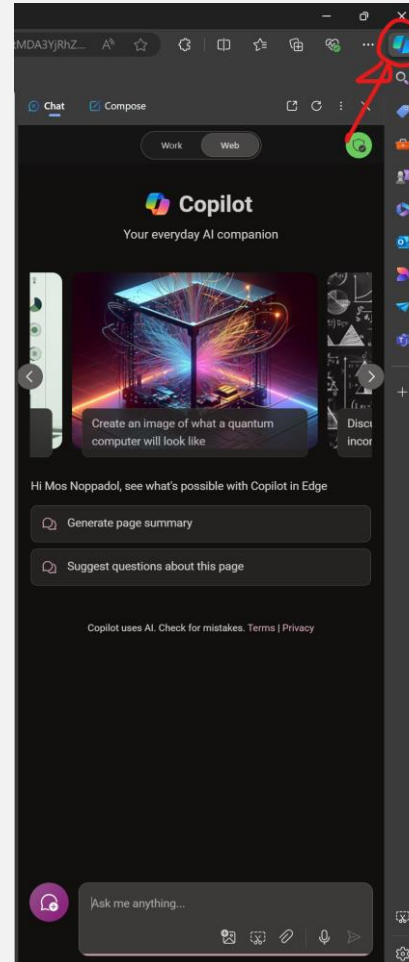 MDA3YjRhZ...
Chat
Compose
Work
Web
Copilot
Your everyday AI companion
Create an image of what a quantum
computer will look like
Discu
incor
Hi Mos Noppadol, see what's possible with Copilot in Edge
Generate page summary
Suggest questions about this page
Copilot uses AI. Check for mistakes. Terms | Privacy
Ask me anything...